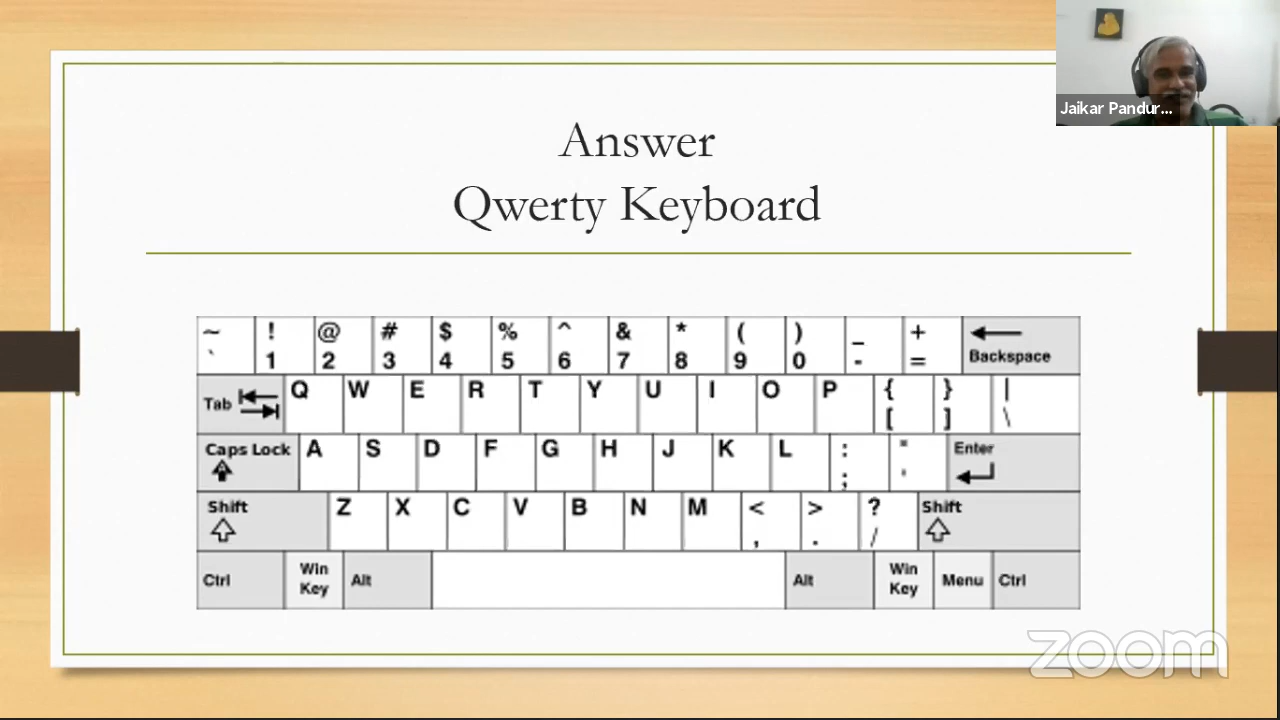 Jaikar Pandur...
Answer
Qwerty Keyboard
~ ! @ # $ % ^ & * ( ) _ +
` 1 2 3 4 5 6 7 8 9 0 - = Backspace
Tab Q W E R T Y U I O P { } |
[ ] \
Caps Lock A S D F G H J K L : " Enter
; '
Shift Z X C V B N M < > ? Shift
, . /
Ctrl Win Key Alt Alt Win Key Menu Ctrl
zoom